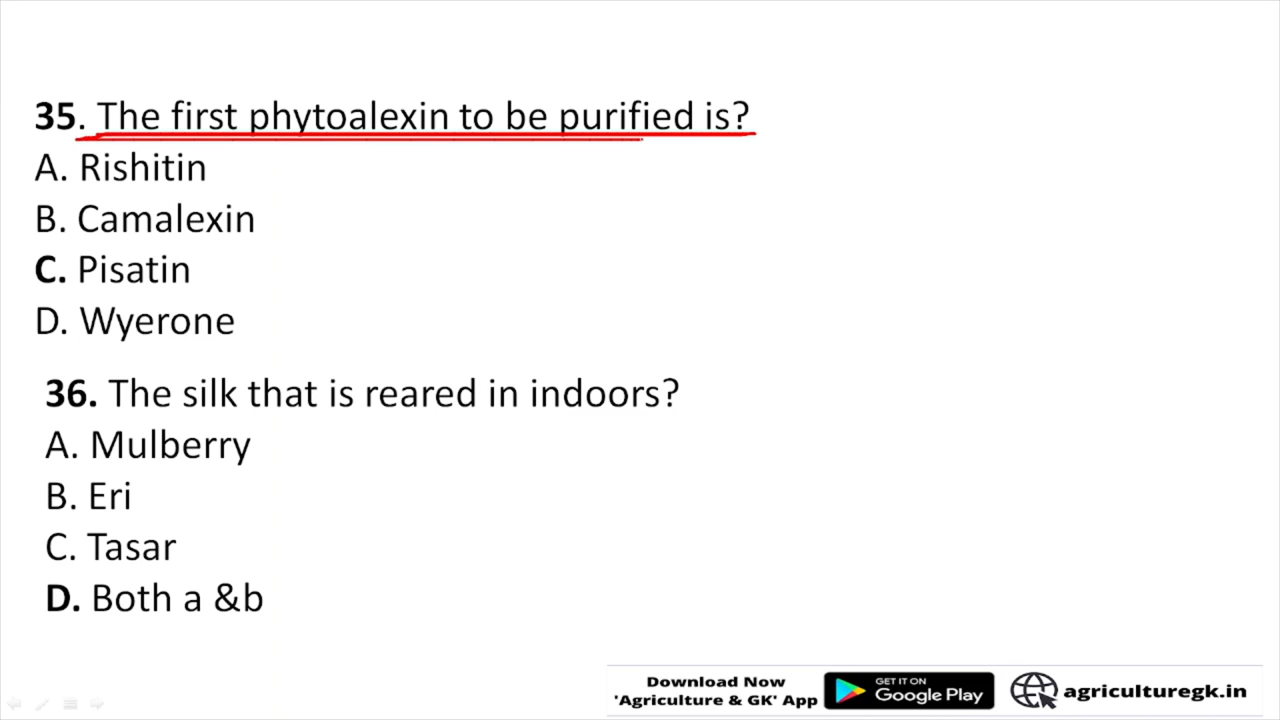 35. The first phytoalexin to be purified is?
A. Rishitin
B. Camalexin
C. Pisatin
D. Wyerone
36. The silk that is reared in indoors?
A. Mulberry
B. Eri
C. Tasar
D. Both a &b
Download Now
'Agriculture & GK' App
GET IT ON
Google Play
agriculturegk.in